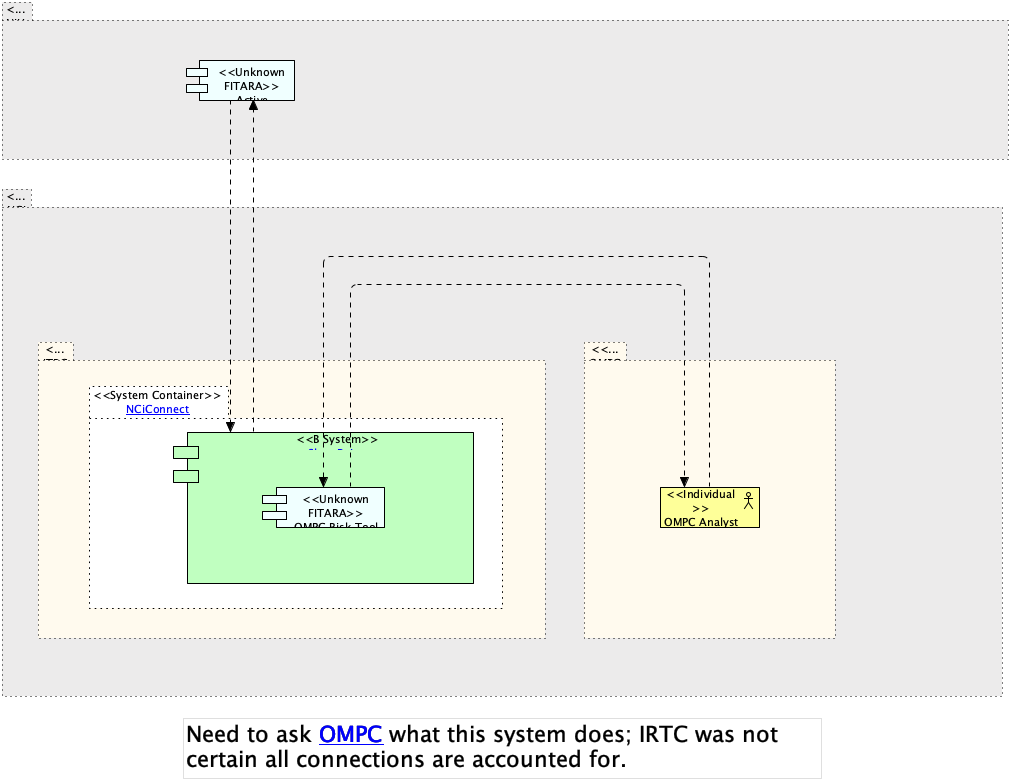 <...
<<Unknown
FITARA>>
Active
<...
<...
<<...
<<System Container>>
NCiConnect
<<B System>>
<<Unknown
FITARA>>
OMPC Risk Tool
<<Individual
>>
OMPC Analyst
Need to ask OMPC what this system does; IRTC was not
certain all connections are accounted for.